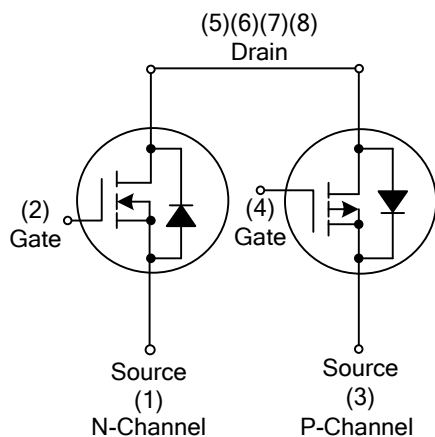 (5)(6)(7)(8)
Drain
(2)
Gate
(4)
Gate
Source
(1)
N-Channel
Source
(3)
P-Channel